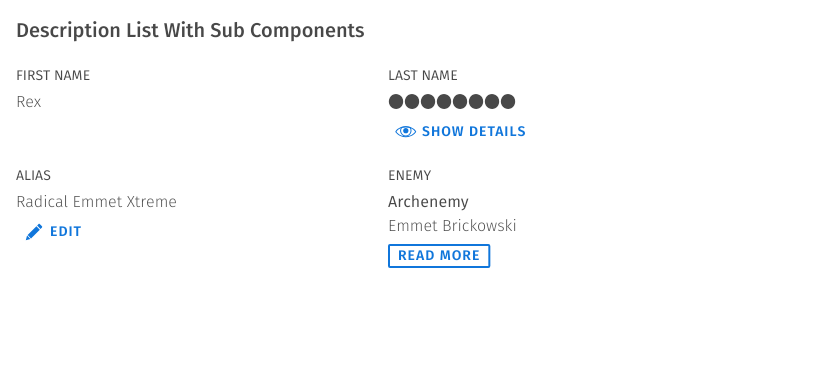 Description List With Sub Components
FIRST NAME
Rex
LAST NAME
●●●●●●●●
SHOW DETAILS
ALIAS
Radical Emmet Xtreme
EDIT
ENEMY
Archenemy
Emmet Brickowski
READ MORE